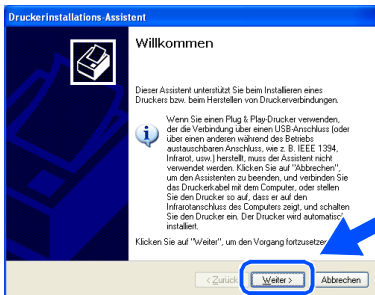 Druckerinstallations-Assistent
Willkommen
Dieser Assistent unterstützt Sie beim Installieren eines
Druckers bzw. beim Herstellen von Druckerverbindungen.
Wenn Sie einen Plug & Play-Drucker verwenden,
der die Verbindung über einen USB-Anschluss (oder
über einen anderen während des Betriebs
austauschbaren Anschluss, wie z. B. IEEE 1394,
Infrarot, usw.) herstellt, muss der Assistent nicht
verwendet werden. Klicken Sie auf "Abbrechen",
um den Assistenten zu beenden, und verbinden Sie
das Druckerkabel mit dem Computer, oder stellen
Sie den Drucker so auf, dass er auf den
Infrarotanschluss des Computers zeigt, und schalten
Sie den Drucker ein. Der Drucker wird automatisch
installiert.
Klicken Sie auf "Weiter", um den Vorgang fortzusetzen
< Zurück Weiter > Abbrechen